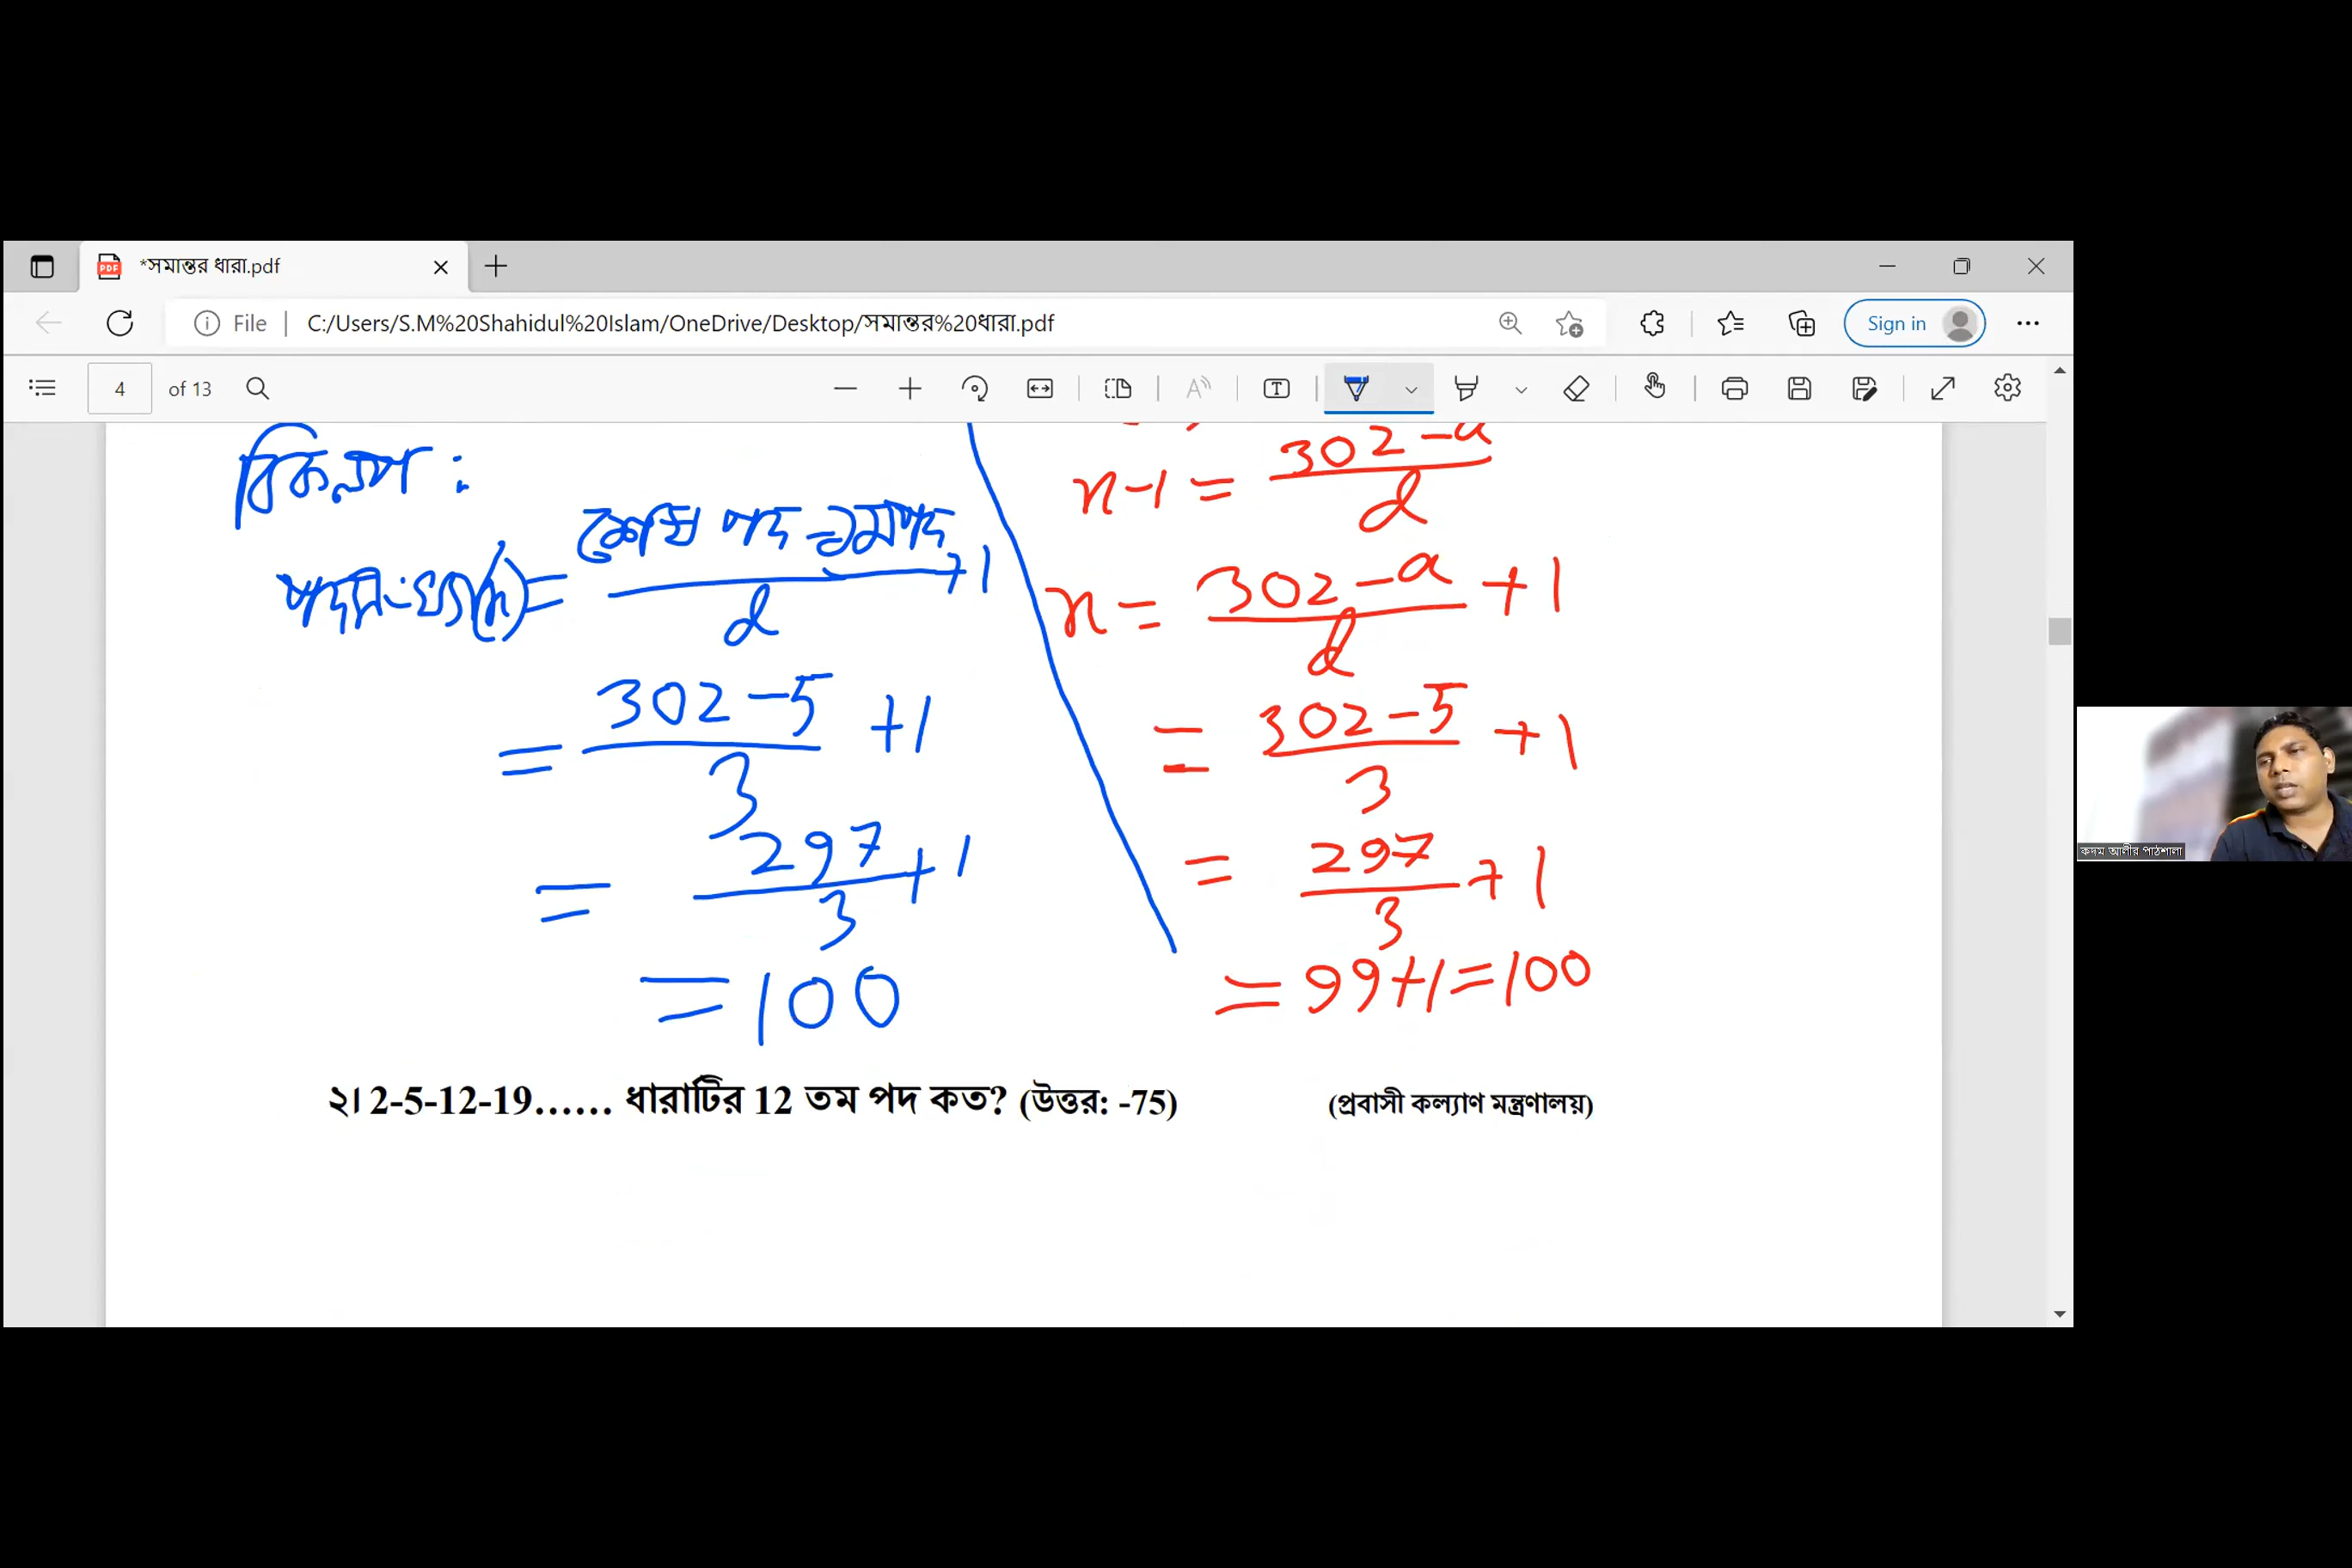 *সমান্তর ধারা.pdf
File
C:/Users/S.M%20Shahidul%20Islam/OneDrive/Desktop/সমান্তর%20ধারা.pdf
Sign in
4 of 13
বিকল্প :
পদসংখ্যা(n) = শেষ পদ - ১ম পদ / d + 1
= 302 - 5 / 3 + 1
= 297 / 3 + 1
= 100
n - 1 = 302 - a / d
n = 302 - a / d + 1
= 302 - 5 / 3 + 1
= 297 / 3 + 1
= 99 + 1 = 100
২। 2-5-12-19...... ধারাটির 12 তম পদ কত? (উত্তর: -75) (প্রবাসী কল্যাণ মন্ত্রণালয়)
কদম আলীর পাঠশালা